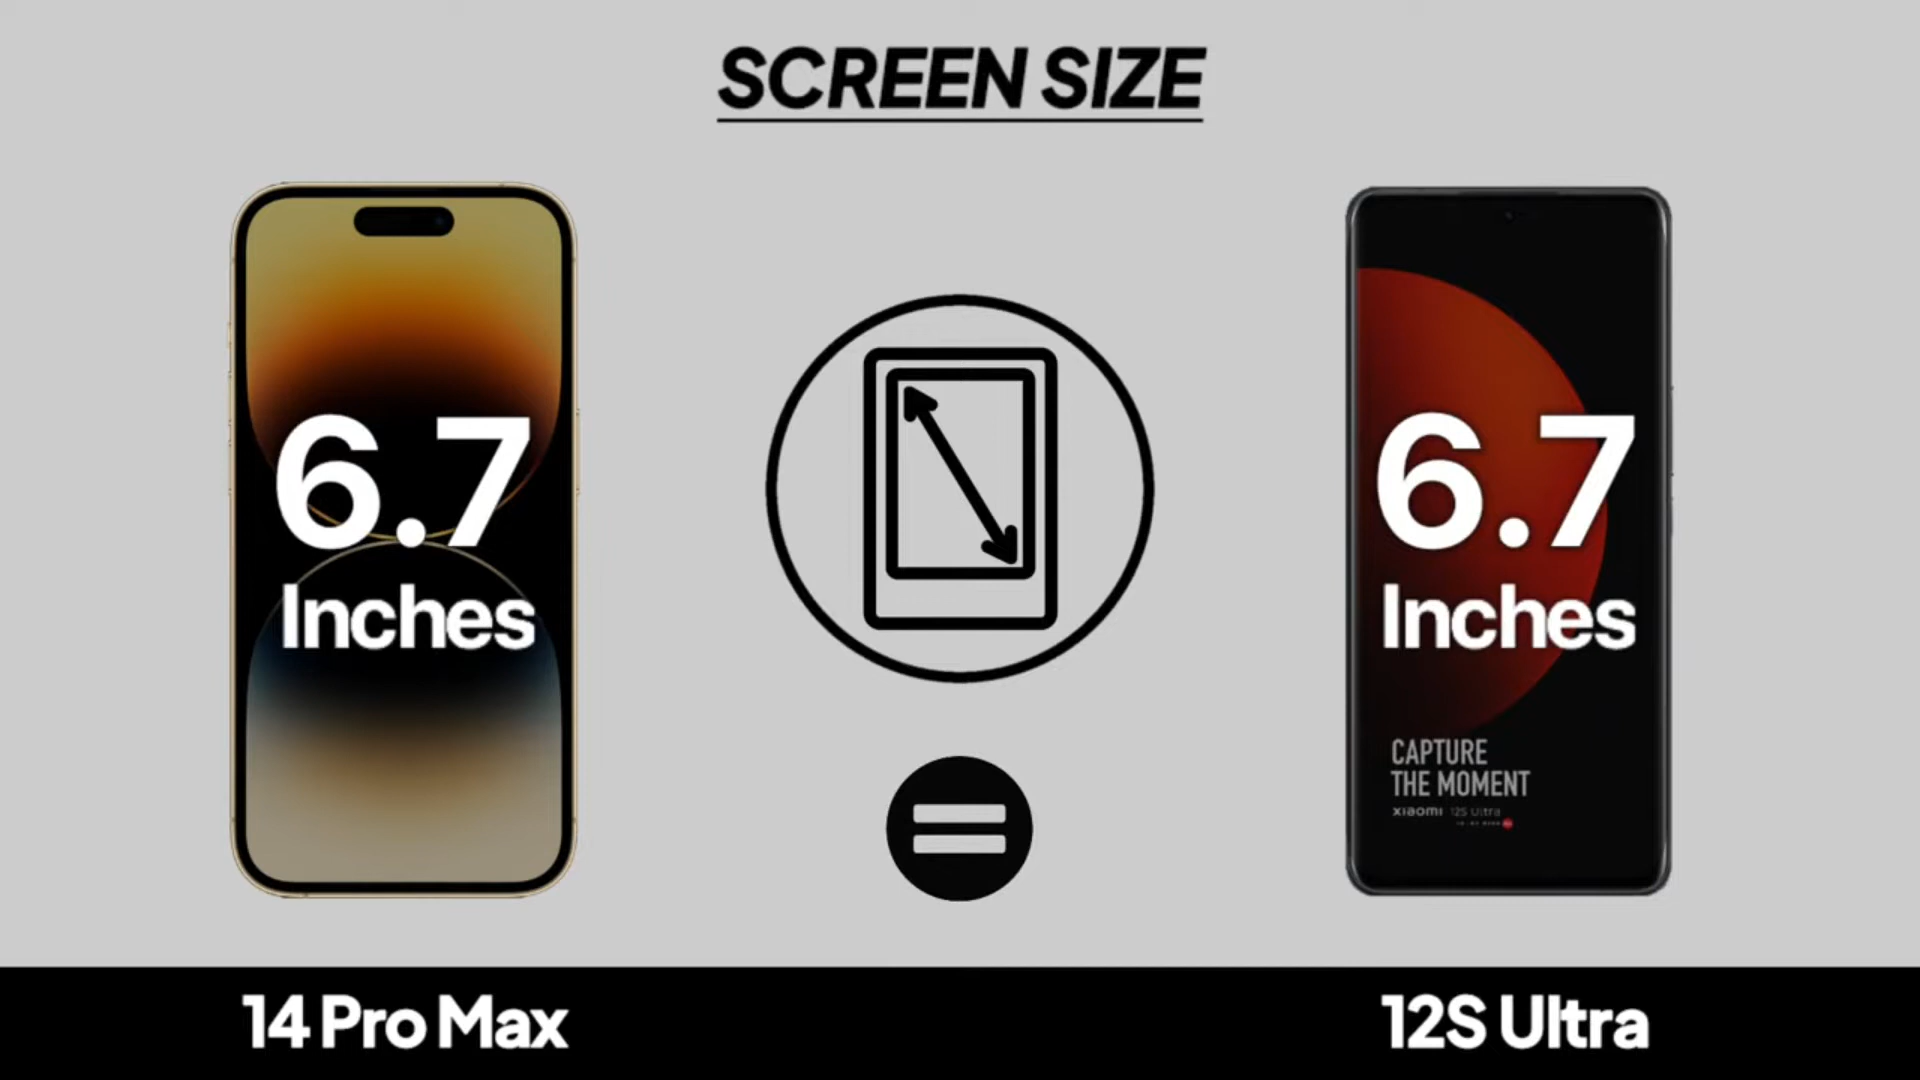 SCREEN SIZE
6.7
Inches
6.7
Inches
CAPTURE
THE MOMENT
xiaomi 12S Ultra
14 Pro Max
12S Ultra